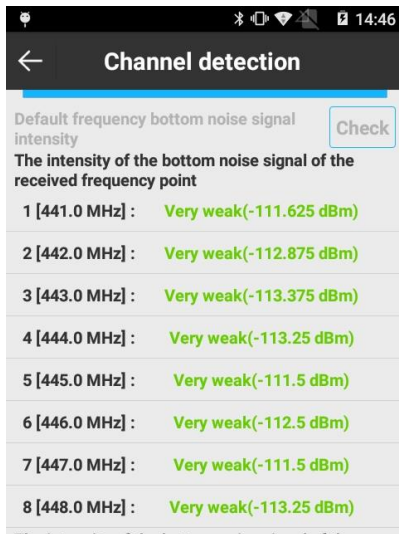 14:46
Channel detection
Default frequency bottom noise signal
intensity
Check
The intensity of the bottom noise signal of the
received frequency point
1 [441.0 MHz] : Very weak(-111.625 dBm)
2 [442.0 MHz] : Very weak(-112.875 dBm)
3 [443.0 MHz] : Very weak(-113.375 dBm)
4 [444.0 MHz] : Very weak(-113.25 dBm)
5 [445.0 MHz] : Very weak(-111.5 dBm)
6 [446.0 MHz] : Very weak(-112.5 dBm)
7 [447.0 MHz] : Very weak(-111.5 dBm)
8 [448.0 MHz] : Very weak(-113.25 dBm)